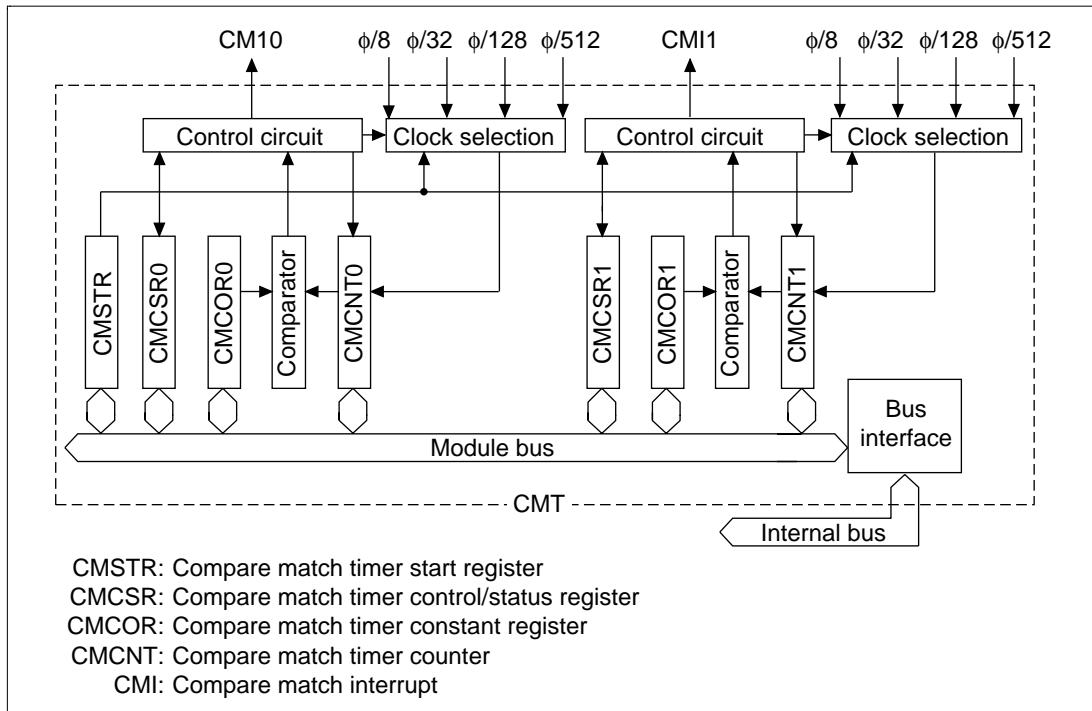 CM10 ϕ/8 ϕ/32 ϕ/128 ϕ/512 CMI1 ϕ/8 ϕ/32 ϕ/128 ϕ/512
Control circuit Clock selection Control circuit Clock selection
CMSTR
CMCSR0
CMCOR0
Comparator
CMCNT0
CMCSR1
CMCOR1
Comparator
CMCNT1
Bus
interface
Module bus
CMT
Internal bus
CMSTR: Compare match timer start register
CMCSR: Compare match timer control/status register
CMCOR: Compare match timer constant register
CMCNT: Compare match timer counter
CMI: Compare match interrupt